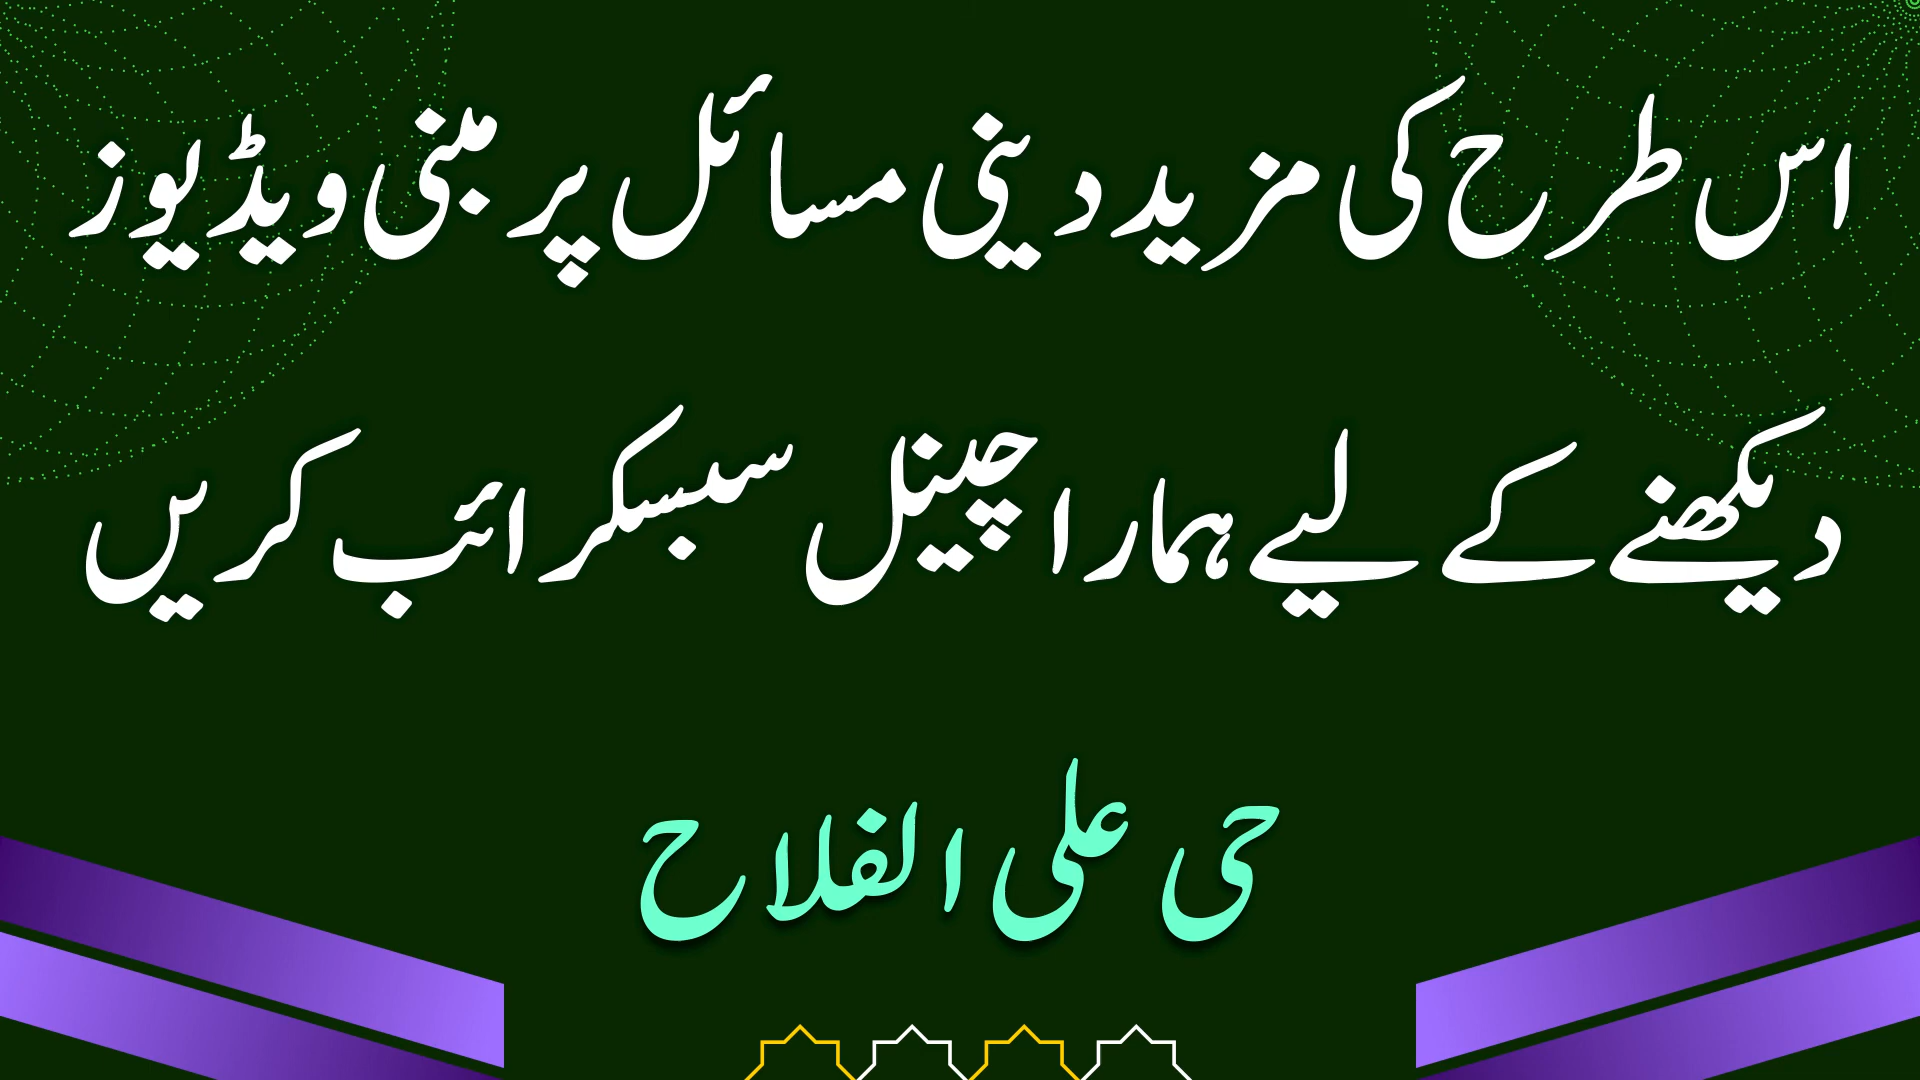 اس طرح کی مزید دینی مسائل پر مبنی ویڈیوز
دیکھنے کے لیے ہمارا چینل سبسکرائب کریں
حی علی الفلاح